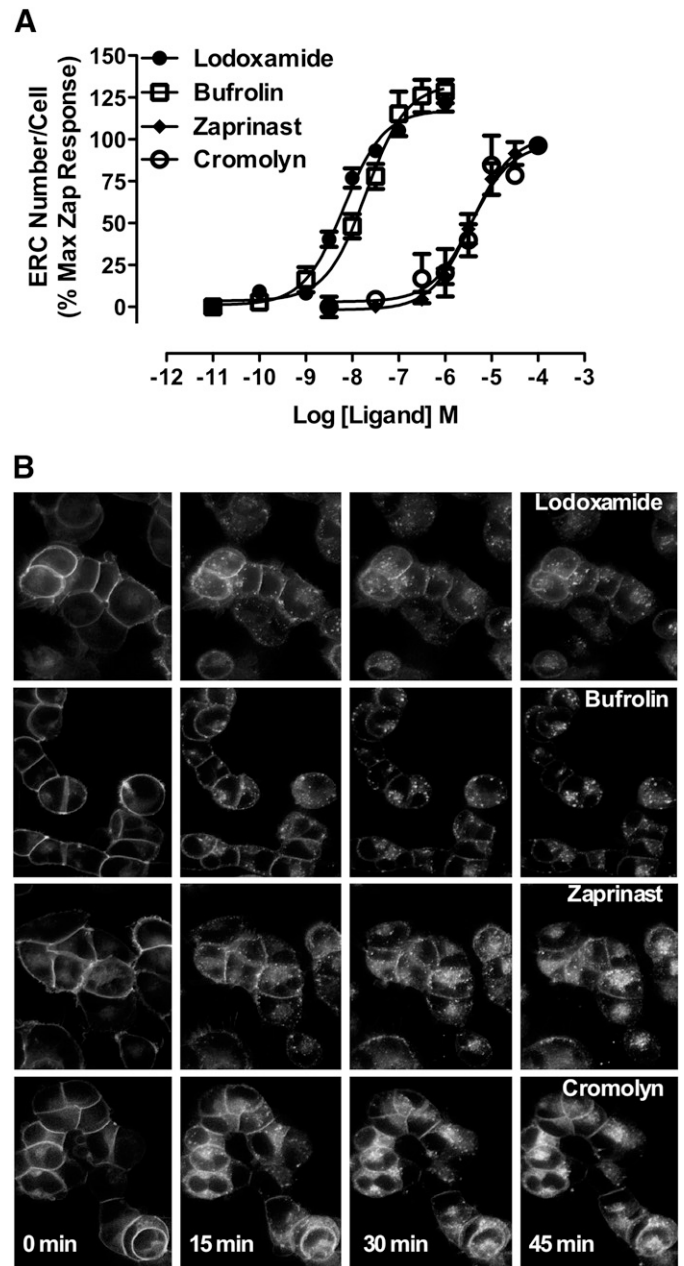 A
ERC Number/Cell
(% Max Zap Response)
150
125
100
75
50
25
0
Lodoxamide
Bufrolin
Zaprinast
Cromolyn
-12 -11 -10 -9 -8 -7 -6 -5 -4 -3
Log [Ligand] M
B
Lodoxamide
Bufrolin
Zaprinast
Cromolyn
0 min 15 min 30 min 45 min